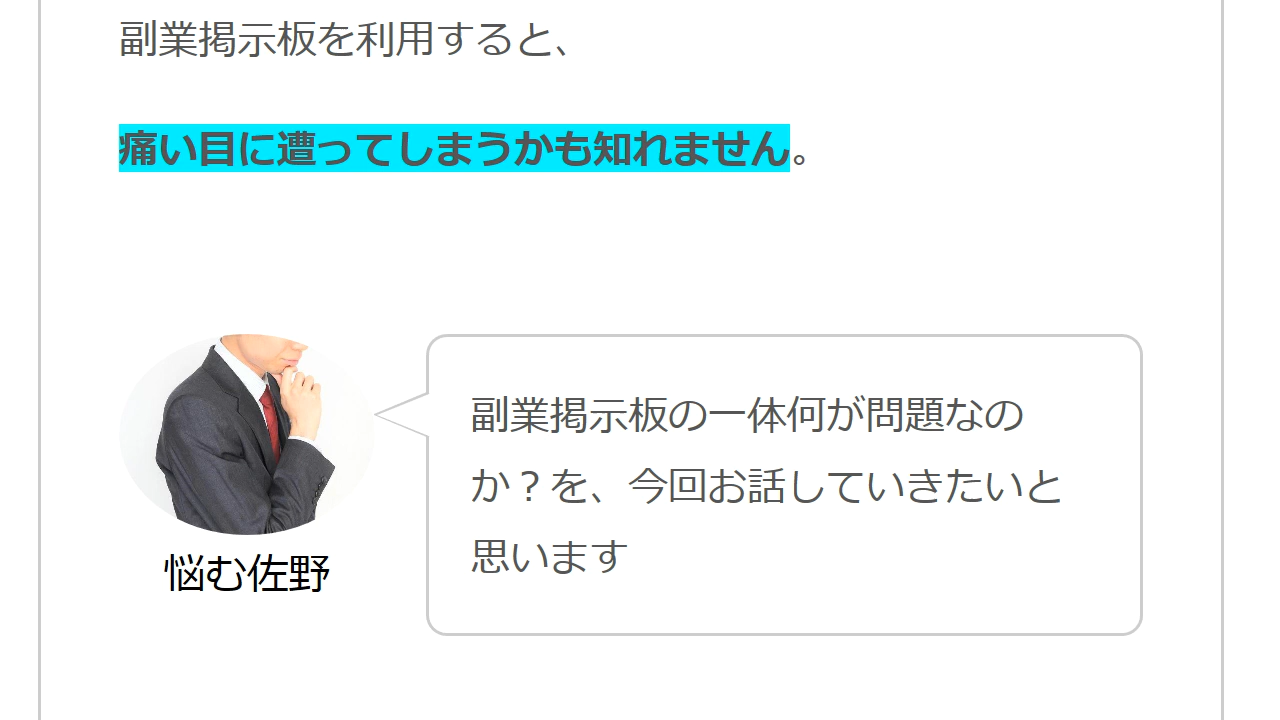 副業掲示板を利用すると、
痛い目に遭ってしまうかも知れません。
副業掲示板の一体何が問題なの
か？を、今回お話していきたいと
思います
悩む佐野